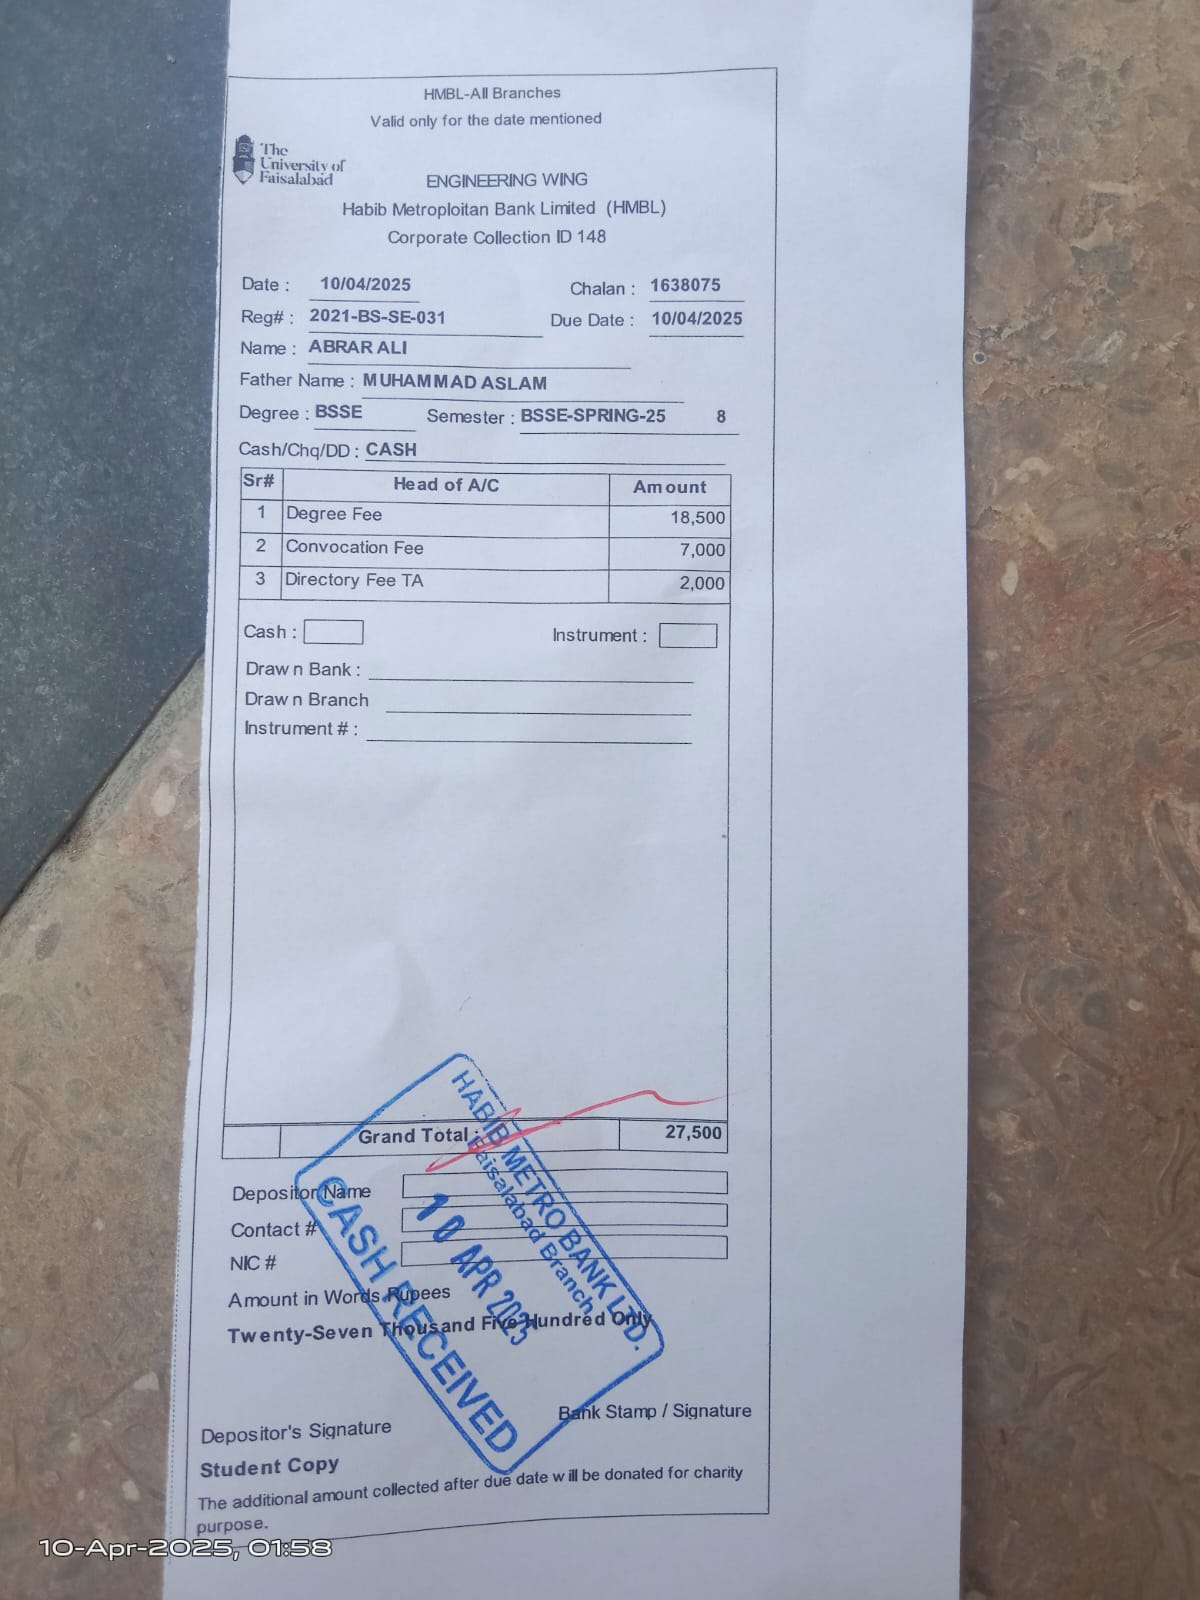 HMBL-All Branches
Valid only for the date mentioned
The
University of
Faisalabad
ENGINEERING WING
Habib Metroploitan Bank Limited (HMBL)
Corporate Collection ID 148
Date : 10/04/2025 Chalan : 1638075
Reg# : 2021-BS-SE-031 Due Date : 10/04/2025
Name : ABRAR ALI
Father Name : MUHAMMAD ASLAM
Degree : BSSE Semester : BSSE-SPRING-25 8
Cash/Chq/DD : CASH
Sr# Head of A/C Amount
1 Degree Fee 18,500
2 Convocation Fee 7,000
3 Directory Fee TA 2,000
Cash : Instrument :
Drawn Bank :
Drawn Branch
Instrument # :
Grand Total : 27,500
Depositor Name
Contact #
NIC #
Amount in Words Rupees
Twenty-Seven Thousand Five Hundred Only
HABIB METRO BANK LTD.
Faisalabad Branch
10 APR 2025
CASH RECEIVED
Bank Stamp / Signature
Depositor's Signature
Student Copy
The additional amount collected after due date will be donated for charity
purpose.
10-Apr-2025, 01:58